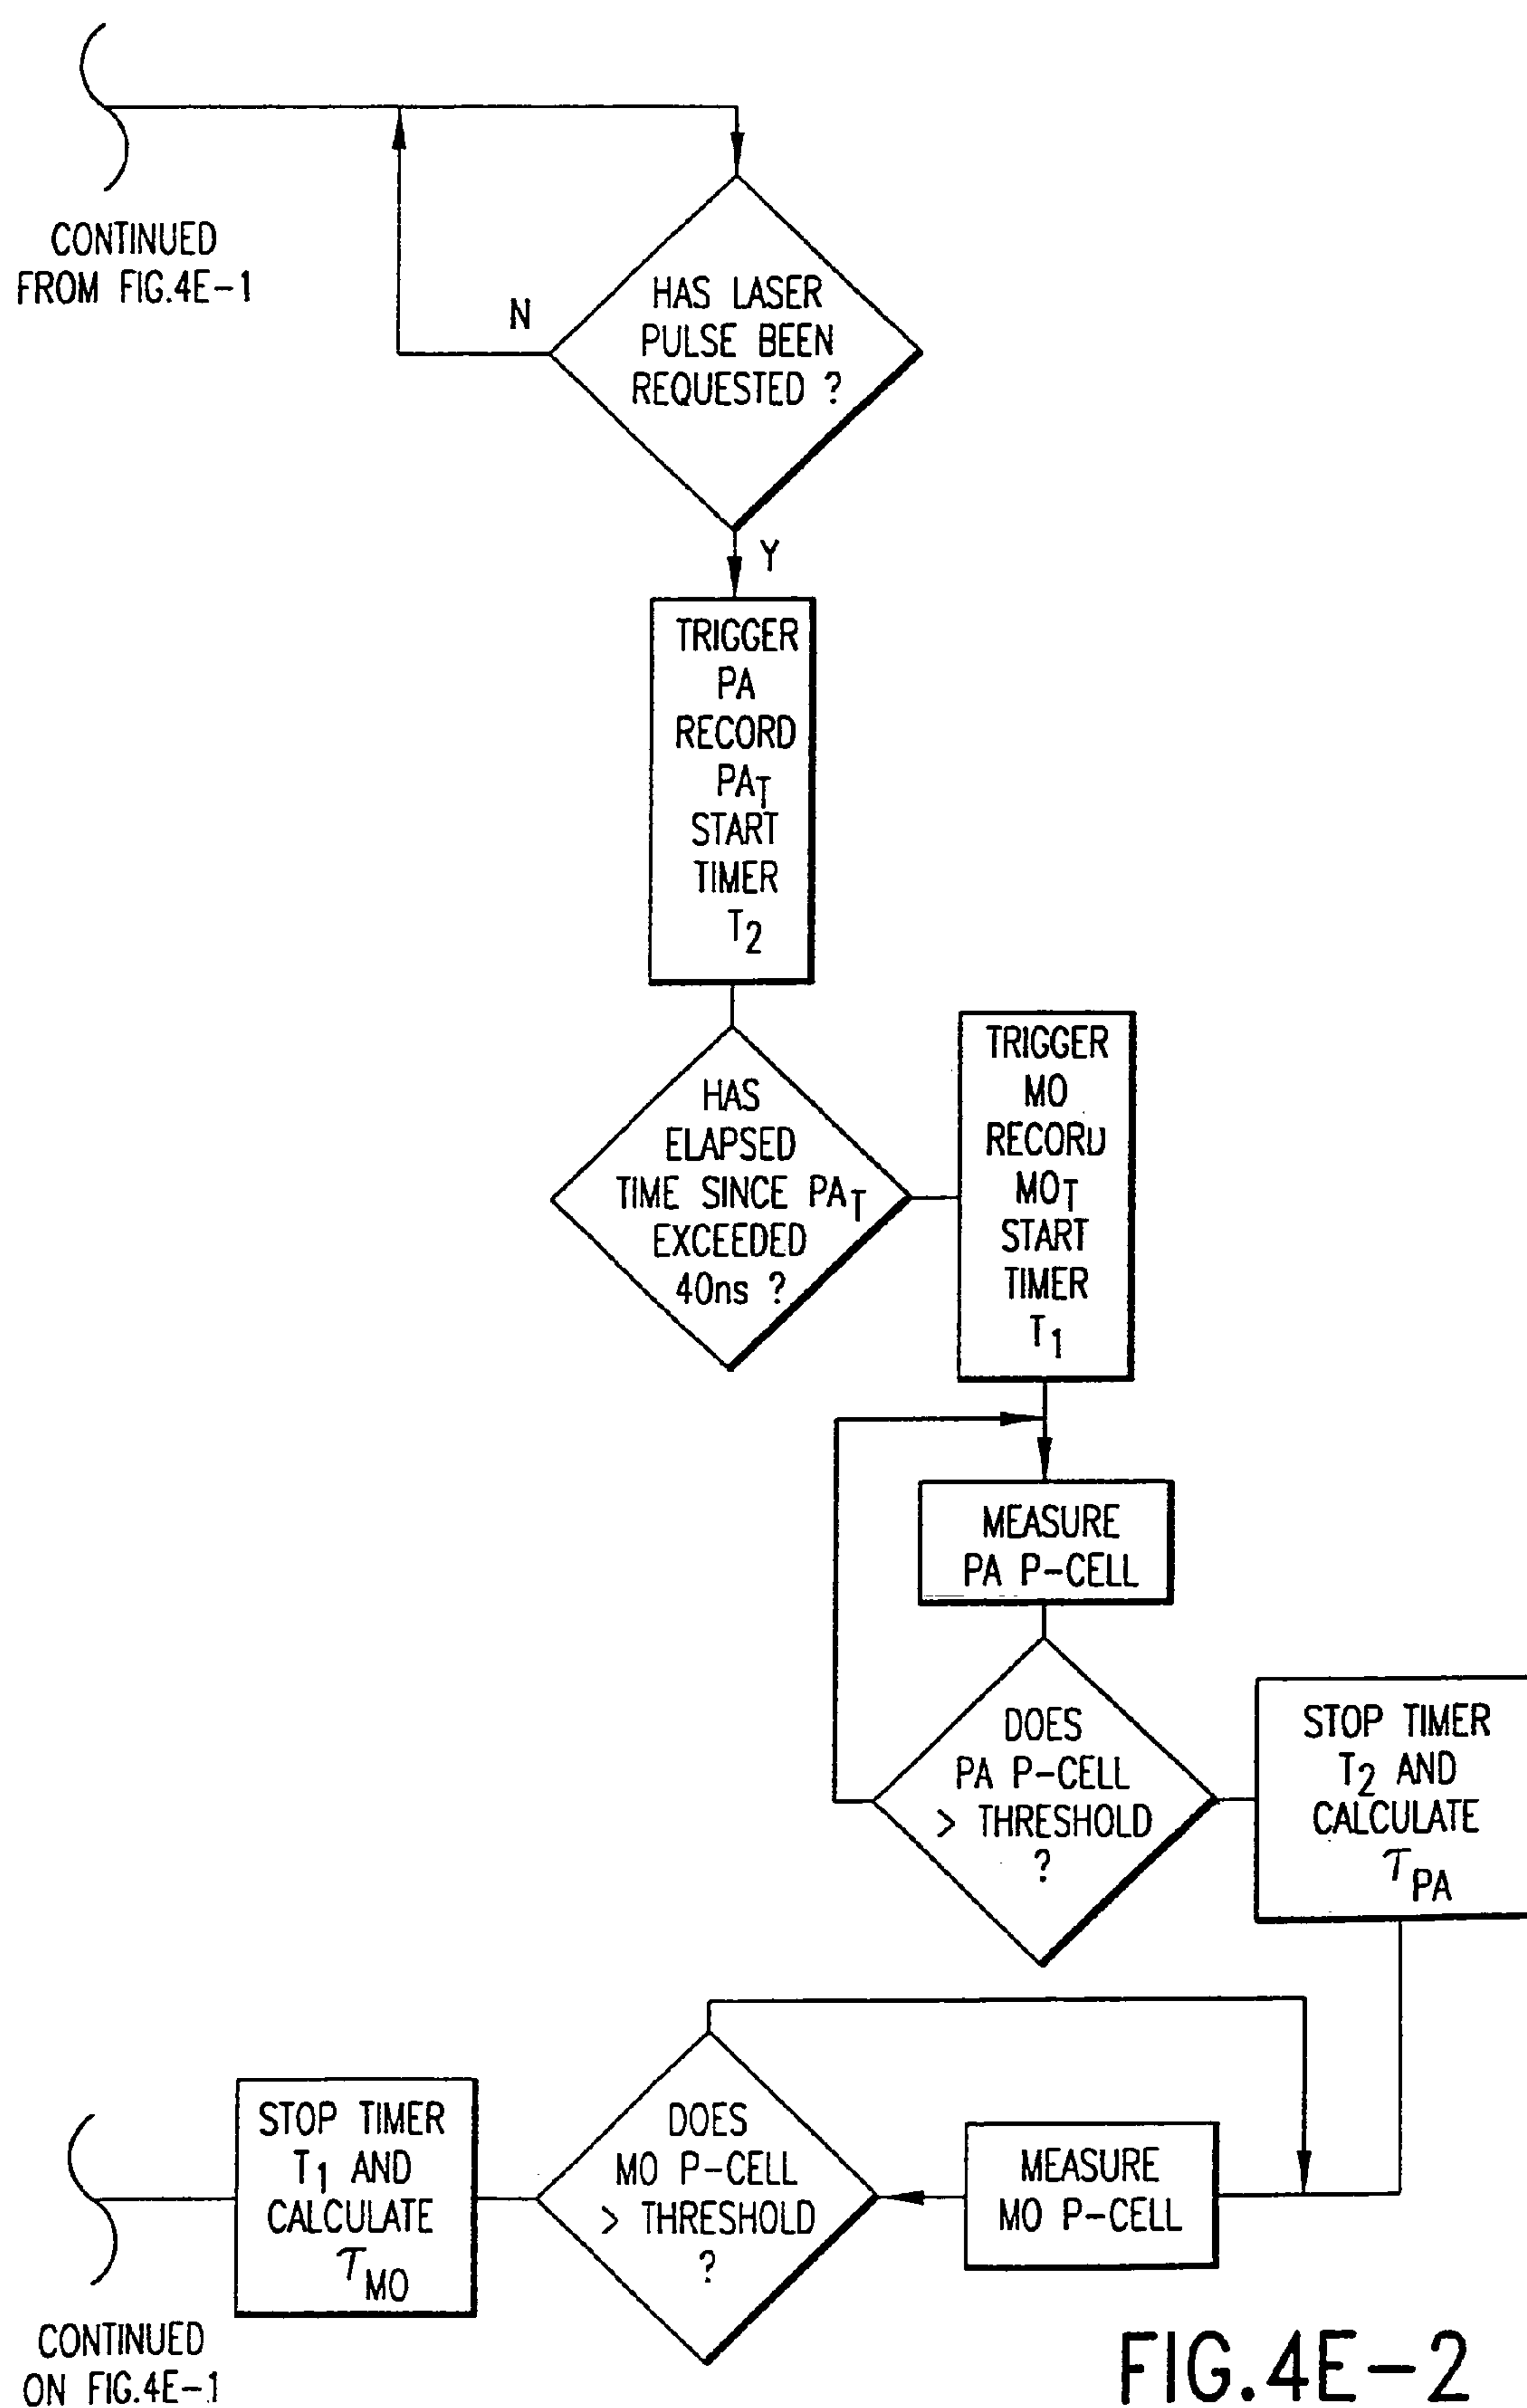 CONTINUED
FROM FIG.4E-1
HAS LASER
PULSE BEEN
REQUESTED ?
N
Y
TRIGGER
PA
RECORD
PAT
START
TIMER
T2
HAS
ELAPSED
TIME SINCE PAT
EXCEEDED
40ns ?
TRIGGER
MO
RECORD
MOT
START
TIMER
T1
MEASURE
PA P-CELL
DOES
PA P-CELL
> THRESHOLD
?
STOP TIMER
T2 AND
CALCULATE
τPA
MEASURE
MO P-CELL
DOES
MO P-CELL
> THRESHOLD
?
STOP TIMER
T1 AND
CALCULATE
τMO
CONTINUED
ON FIG.4E-1
FIG.4E-2